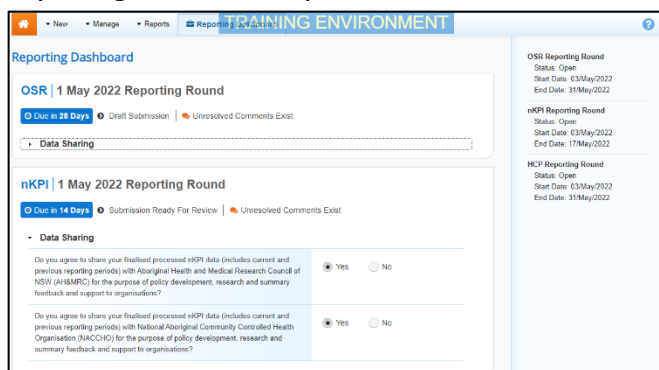 New Manage Reports Reporting Dashboard
TRAINING ENVIRONMENT
Reporting Dashboard
OSR | 1 May 2022 Reporting Round
Due in 28 Days Draft Submission | Unresolved Comments Exist
Data Sharing
nKPI | 1 May 2022 Reporting Round
Due in 14 Days Submission Ready For Review | Unresolved Comments Exist
Data Sharing
Do you agree to share your finalised processed nKPI data (includes current and
previous reporting periods) with Aboriginal Health and Medical Research Council of
NSW (AH&MRC) for the purpose of policy development, research and summary
feedback and support to organisations?
Yes No
Do you agree to share your finalised processed nKPI data (includes current and
previous reporting periods) with National Aboriginal Community Controlled Health
Organisation (NACCHO) for the purpose of policy development, research and
summary feedback and support to organisations?
Yes No
OSR Reporting Round
Status: Open
Start Date: 03/May/2022
End Date: 31/May/2022
nKPI Reporting Round
Status: Open
Start Date: 03/May/2022
End Date: 17/May/2022
HCP Reporting Round
Status: Open
Start Date: 03/May/2022
End Date: 31/May/2022